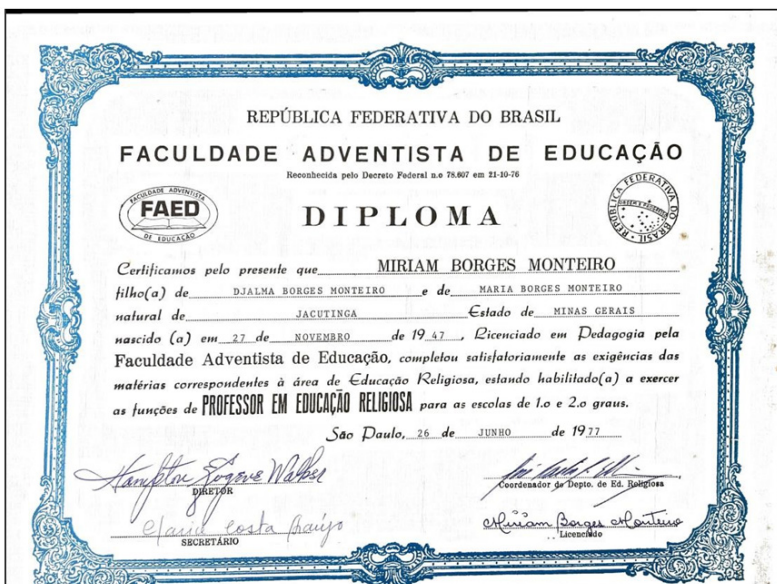 REPÚBLICA FEDERATIVA DO BRASIL
FACULDADE ADVENTISTA DE EDUCAÇÃO
Reconhecida pelo Decreto Federal n.o 78.607 em 21-10-76
FACULDADE ADVENTISTA
FAED
DE EDUCAÇÃO
DIPLOMA
REPÚBLICA FEDERATIVA DO BRASIL
Certificamos pelo presente que MIRIAM BORGES MONTEIRO
filho(a) de DJALMA BORGES MONTEIRO e de MARIA BORGES MONTEIRO
natural de JACUTINGA Estado de MINAS GERAIS
nascido (a) em 27 de NOVEMBRO de 19 47, Licenciado em Pedagogia pela
Faculdade Adventista de Educação, completou satisfatoriamente as exigências das
matérias correspondentes à área de Educação Religiosa, estando habilitado(a) a exercer
as funções de PROFESSOR EM EDUCAÇÃO RELIGIOSA para as escolas de 1.o e 2.o graus.
São Paulo, 26 de JUNHO de 1977
Walker
DIRETOR
Coordenador do Depto. de Ed. Religiosa
Costa Araújo
SECRETÁRIO
Miriam Borges Monteiro
Licenciado